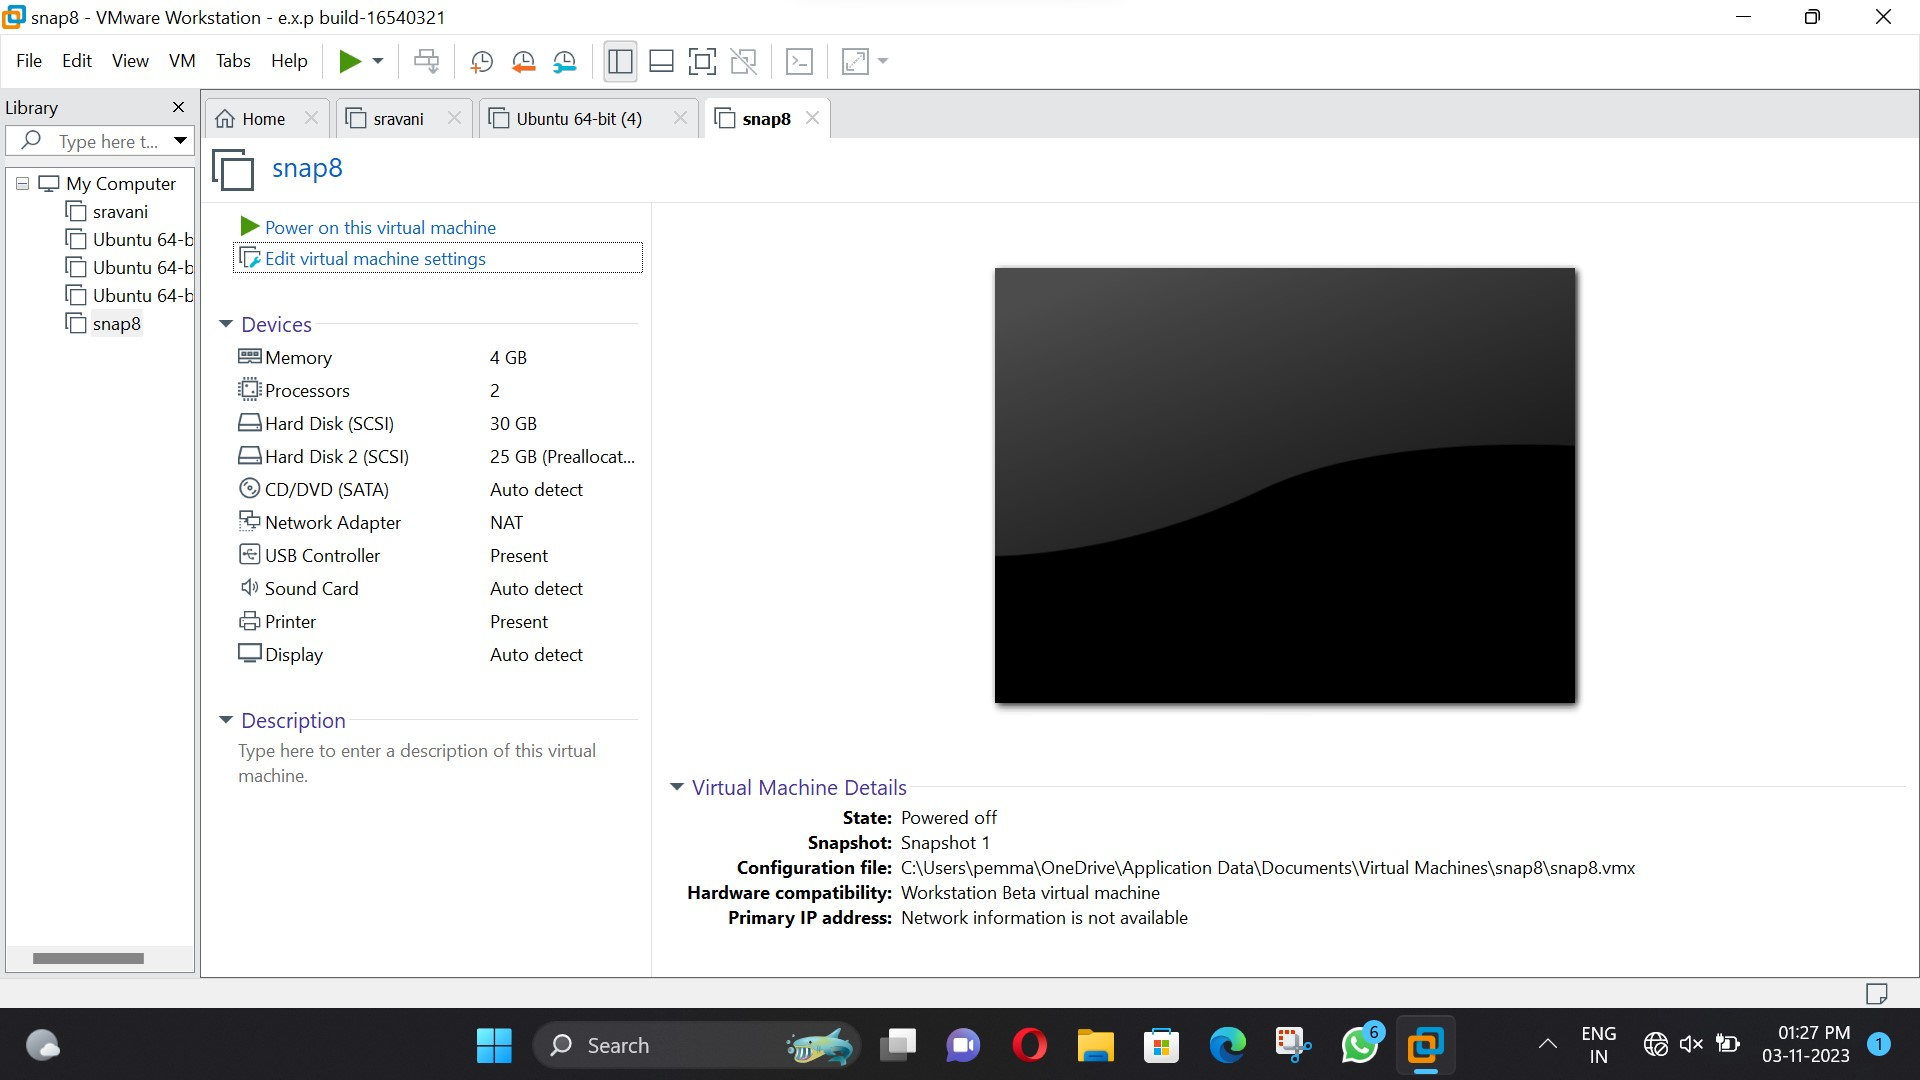 snap8 - VMware Workstation - e.x.p build-16540321
File Edit View VM Tabs Help
Library
Type here t...
My Computer
sravani
Ubuntu 64-b
Ubuntu 64-b
Ubuntu 64-b
snap8
Home
sravani
Ubuntu 64-bit (4)
snap8
snap8
Power on this virtual machine
Edit virtual machine settings
Devices
Memory 4 GB
Processors 2
Hard Disk (SCSI) 30 GB
Hard Disk 2 (SCSI) 25 GB (Preallocat...
CD/DVD (SATA) Auto detect
Network Adapter NAT
USB Controller Present
Sound Card Auto detect
Printer Present
Display Auto detect
Description
Type here to enter a description of this virtual
machine.
Virtual Machine Details
State: Powered off
Snapshot: Snapshot 1
Configuration file: C:\Users\pemma\OneDrive\Application Data\Documents\Virtual Machines\snap8\snap8.vmx
Hardware compatibility: Workstation Beta virtual machine
Primary IP address: Network information is not available
Search
6
ENG
IN
01:27 PM
03-11-2023
1